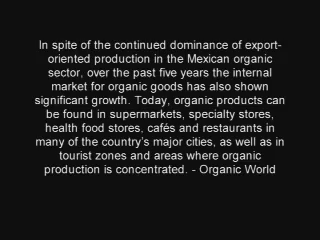 In spite of the continued dominance of export-
oriented production in the Mexican organic
sector, over the past five years the internal
market for organic goods has also shown
significant growth. Today, organic products can
be found in supermarkets, specialty stores,
health food stores, cafés and restaurants in
many of the country's major cities, as well as in
tourist zones and areas where organic
production is concentrated. - Organic World